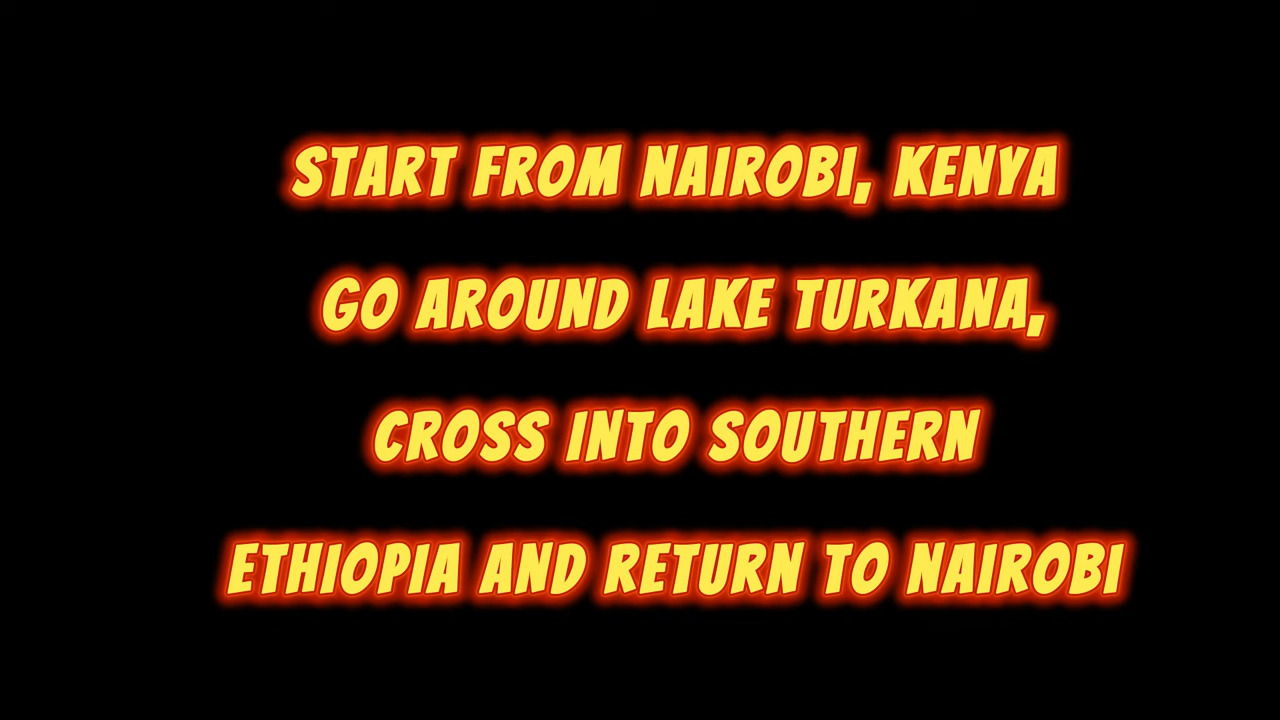 START FROM NAIROBI, KENYA
GO AROUND LAKE TURKANA,
CROSS INTO SOUTHERN
ETHIOPIA AND RETURN TO NAIROBI